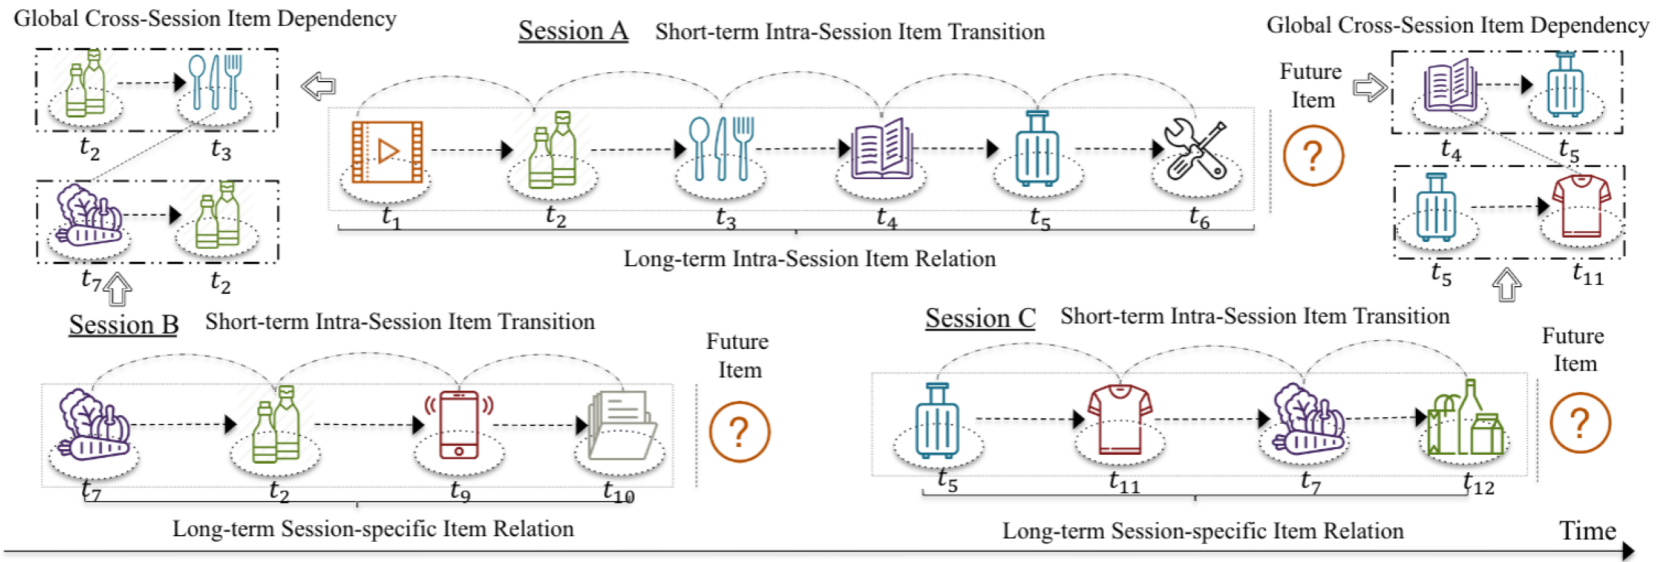 Global Cross-Session Item Dependency
t2 t3
t7 t2
Session A Short-term Intra-Session Item Transition
t1 t2 t3 t4 t5 t6
Long-term Intra-Session Item Relation
Future
Item
?
Global Cross-Session Item Dependency
t4 t5
t5 t11
Session B Short-term Intra-Session Item Transition
t7 t2 t9 t10
Long-term Session-specific Item Relation
Future
Item
?
Session C Short-term Intra-Session Item Transition
t5 t11 t7 t12
Long-term Session-specific Item Relation
Future
Item
?
Time